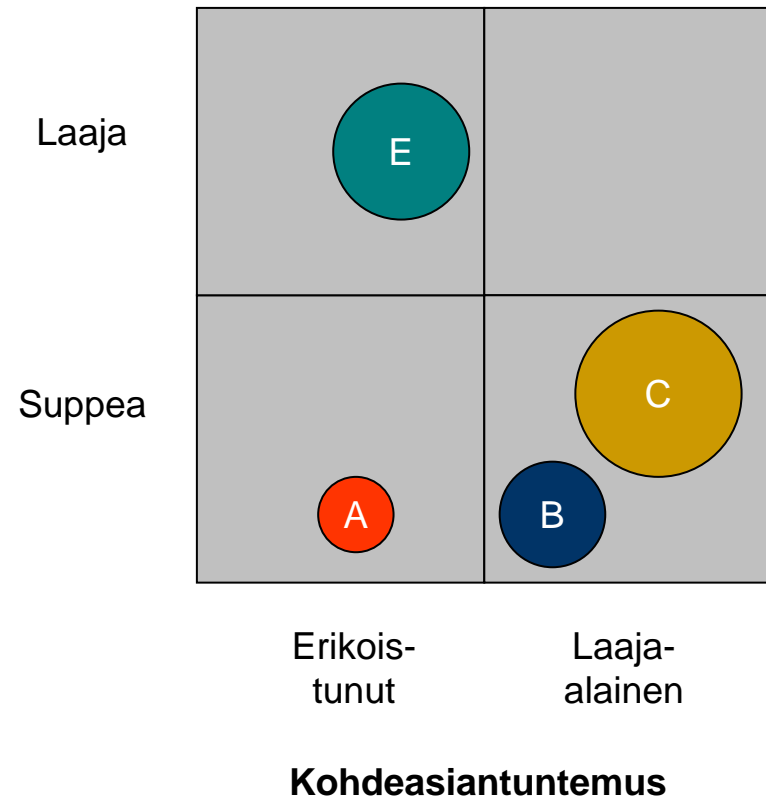 Laaja
E
Suppea
C
A
B
Erikois-
tunut
Laaja-
alainen
Kohdeasiantuntemus